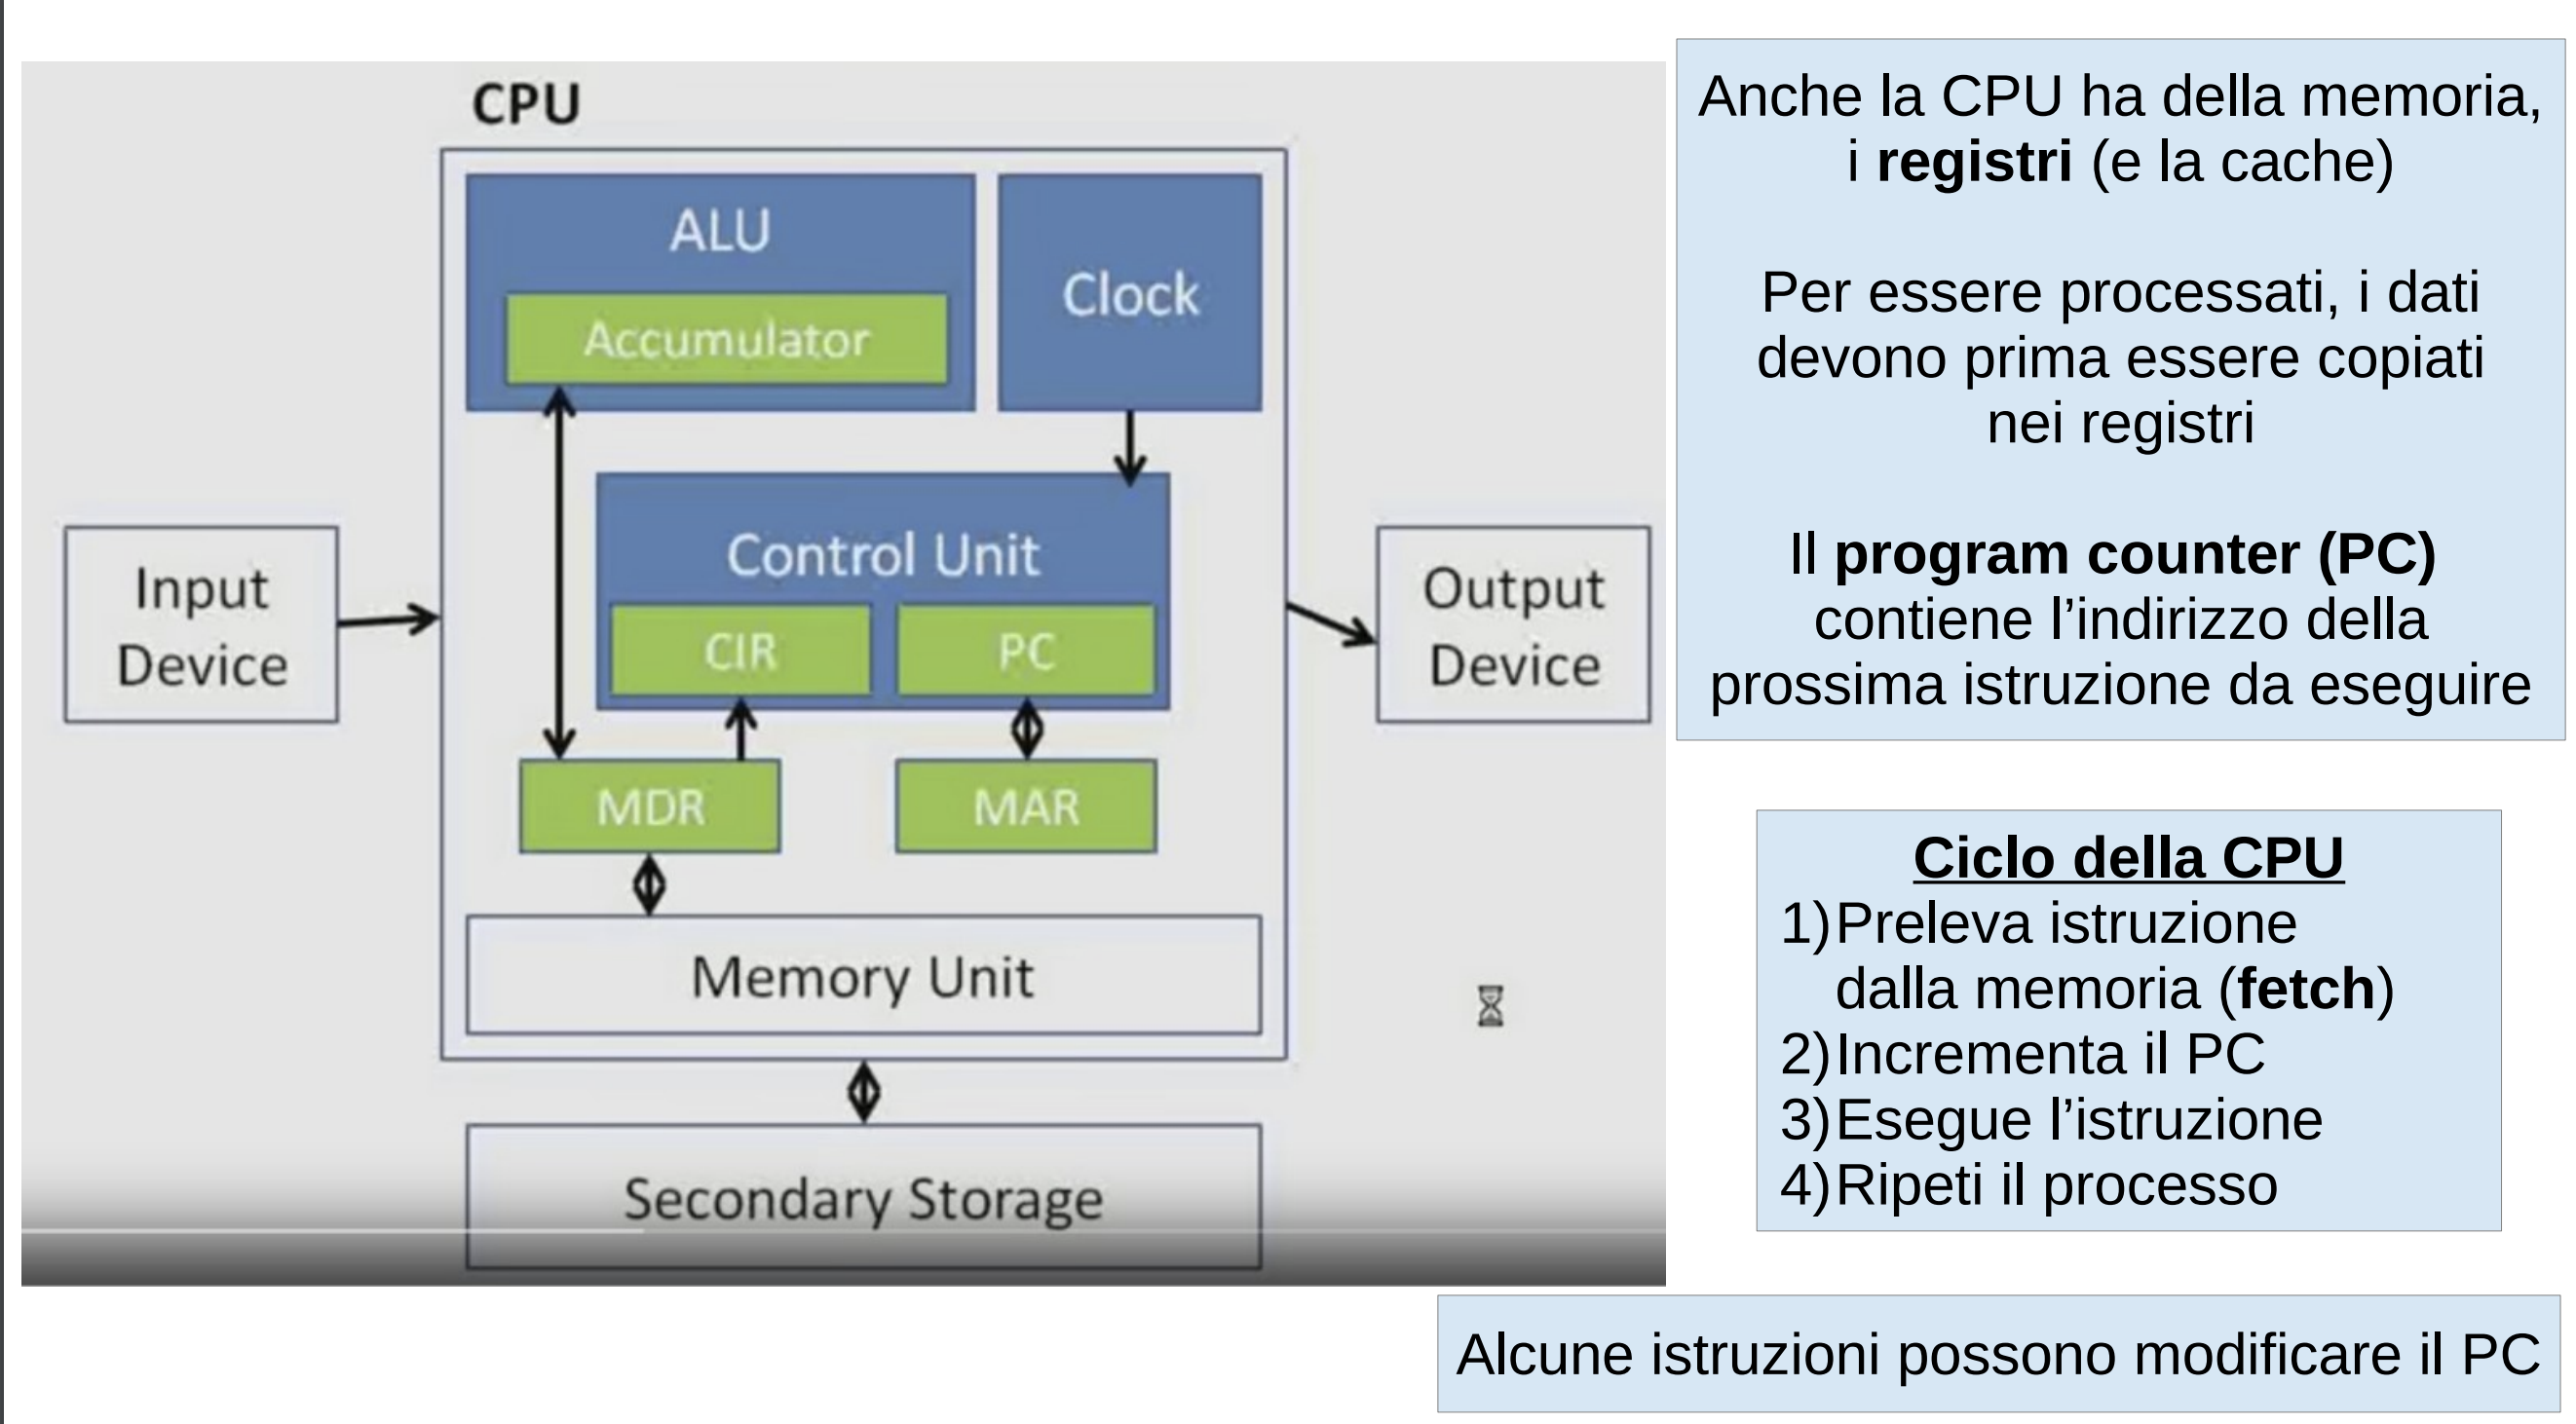 CPU
ALU
Accumulator
Clock
Control Unit
CIR
PC
MDR
MAR
Memory Unit
Secondary Storage
Input
Device
Output
Device
Anche la CPU ha della memoria,
i registri (e la cache)
Per essere processati, i dati
devono prima essere copiati
nei registri
Il program counter (PC)
contiene l’indirizzo della
prossima istruzione da eseguire
Ciclo della CPU
1)Preleva istruzione
dalla memoria (fetch)
2)Incrementa il PC
3)Esegue l’istruzione
4)Ripeti il processo
Alcune istruzioni possono modificare il PC